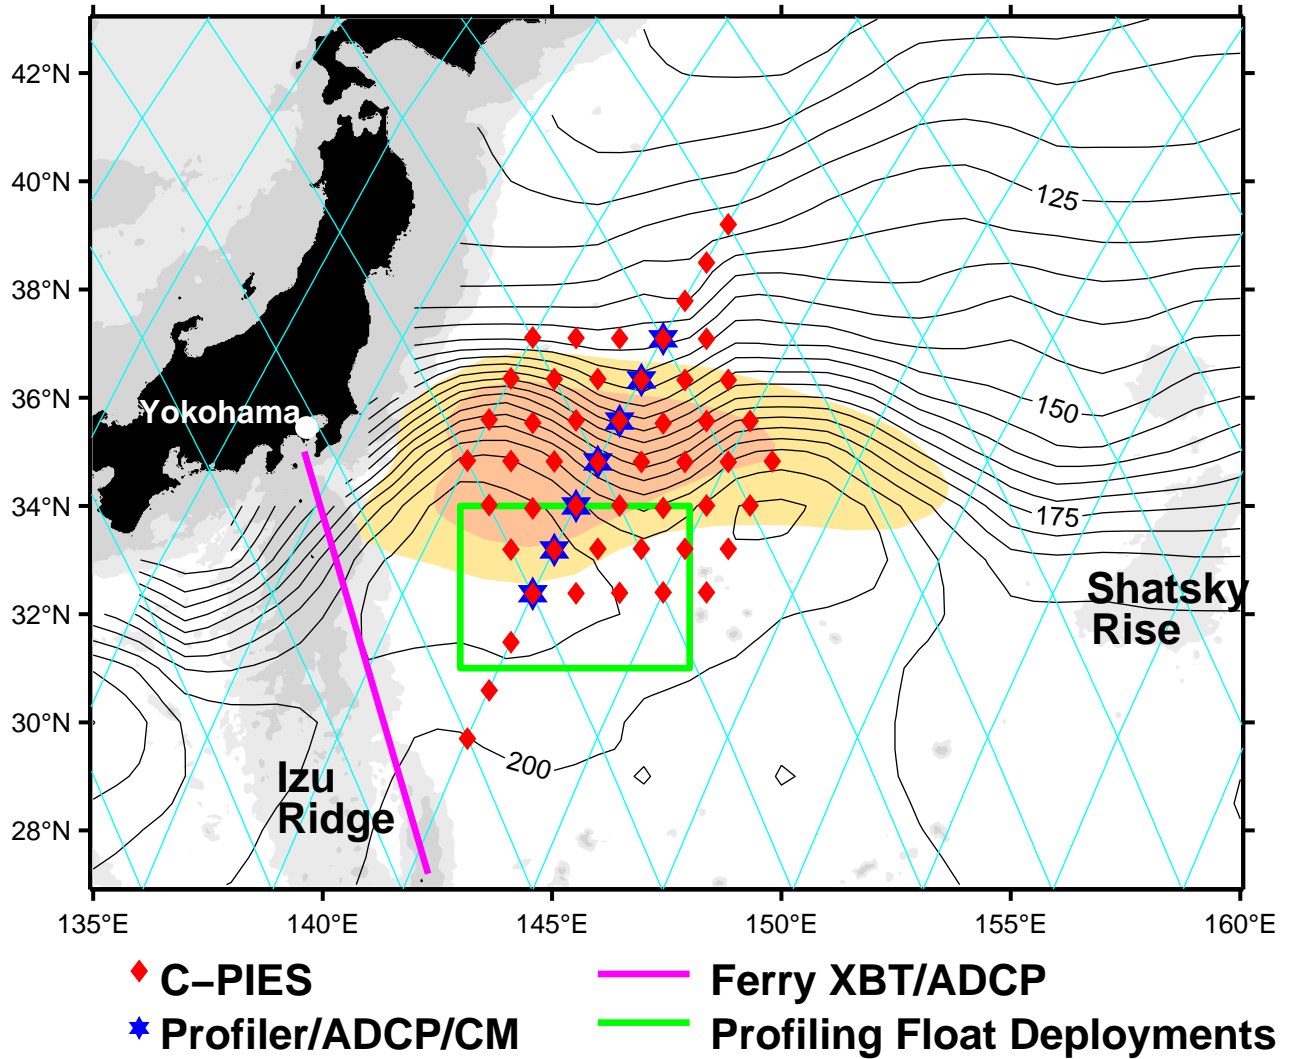 42°N
40°N
38°N
36°N
34°N
32°N
30°N
28°N
125
150
175
200
Yokohama
Shatsky
Rise
Izu
Ridge
135°E
140°E
145°E
150°E
155°E
160°E
C−PIES
Ferry XBT/ADCP
Profiler/ADCP/CM
Profiling Float Deployments